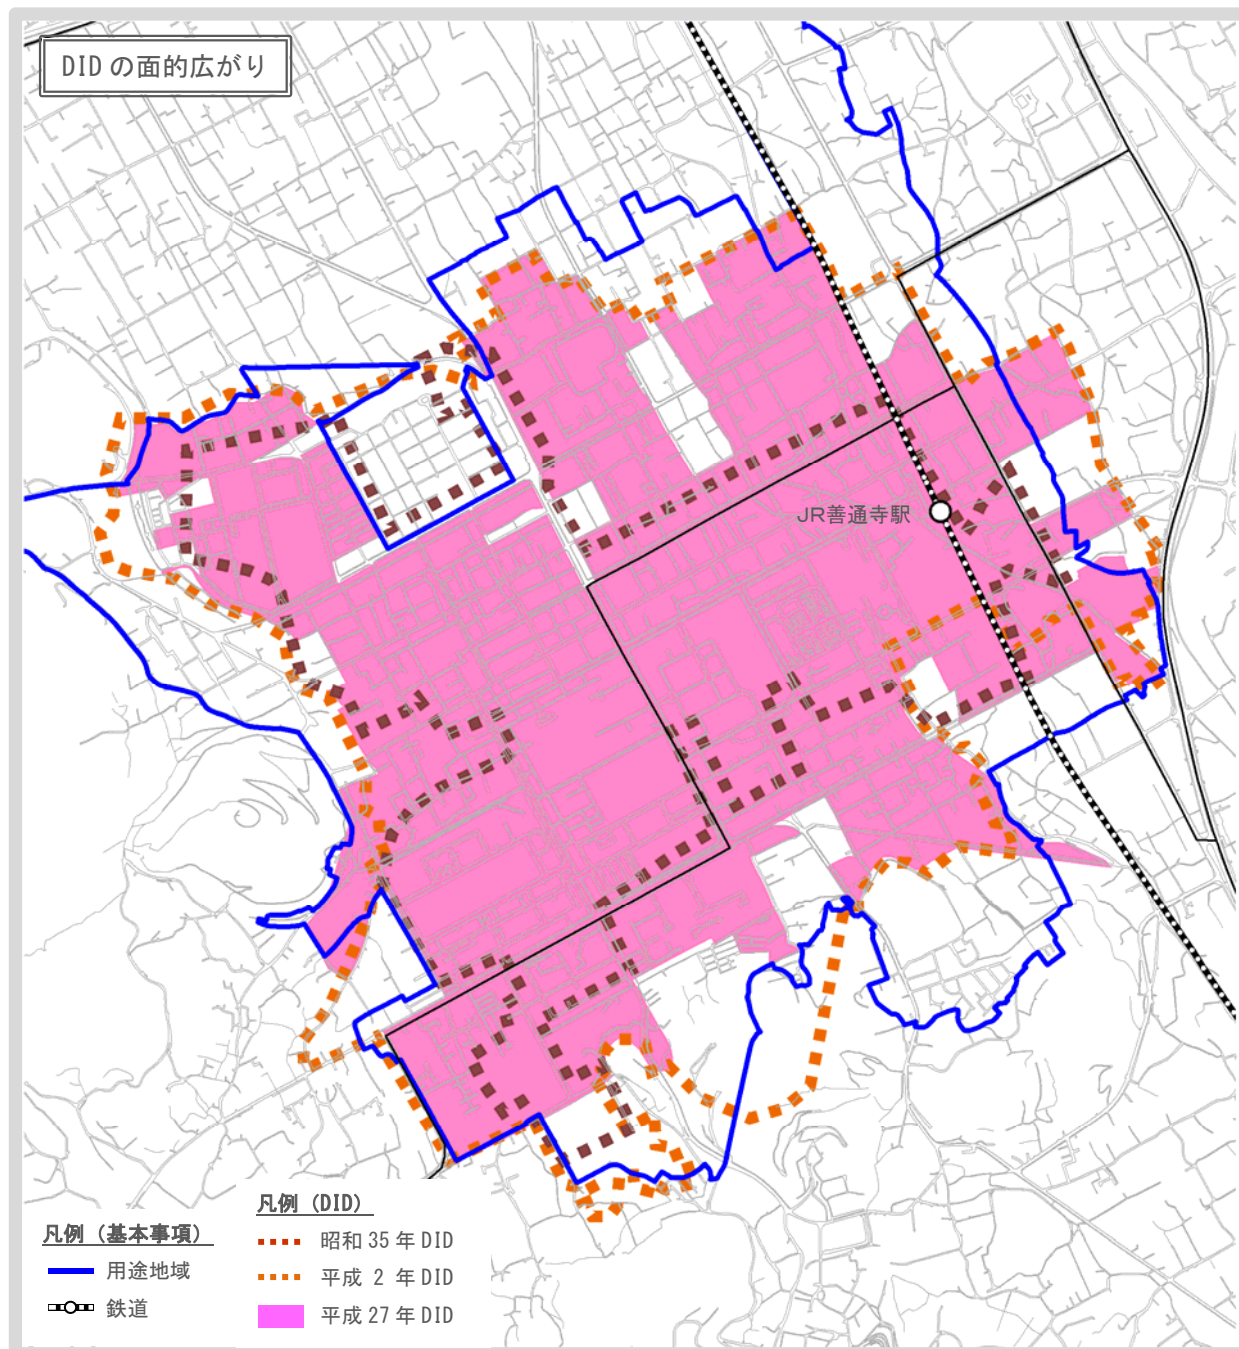 DIDの面的広がり
JR善通寺駅
凡例（基本事項）
用途地域
鉄道
凡例（DID）
昭和35年DID
平成 2 年DID
平成27年DID